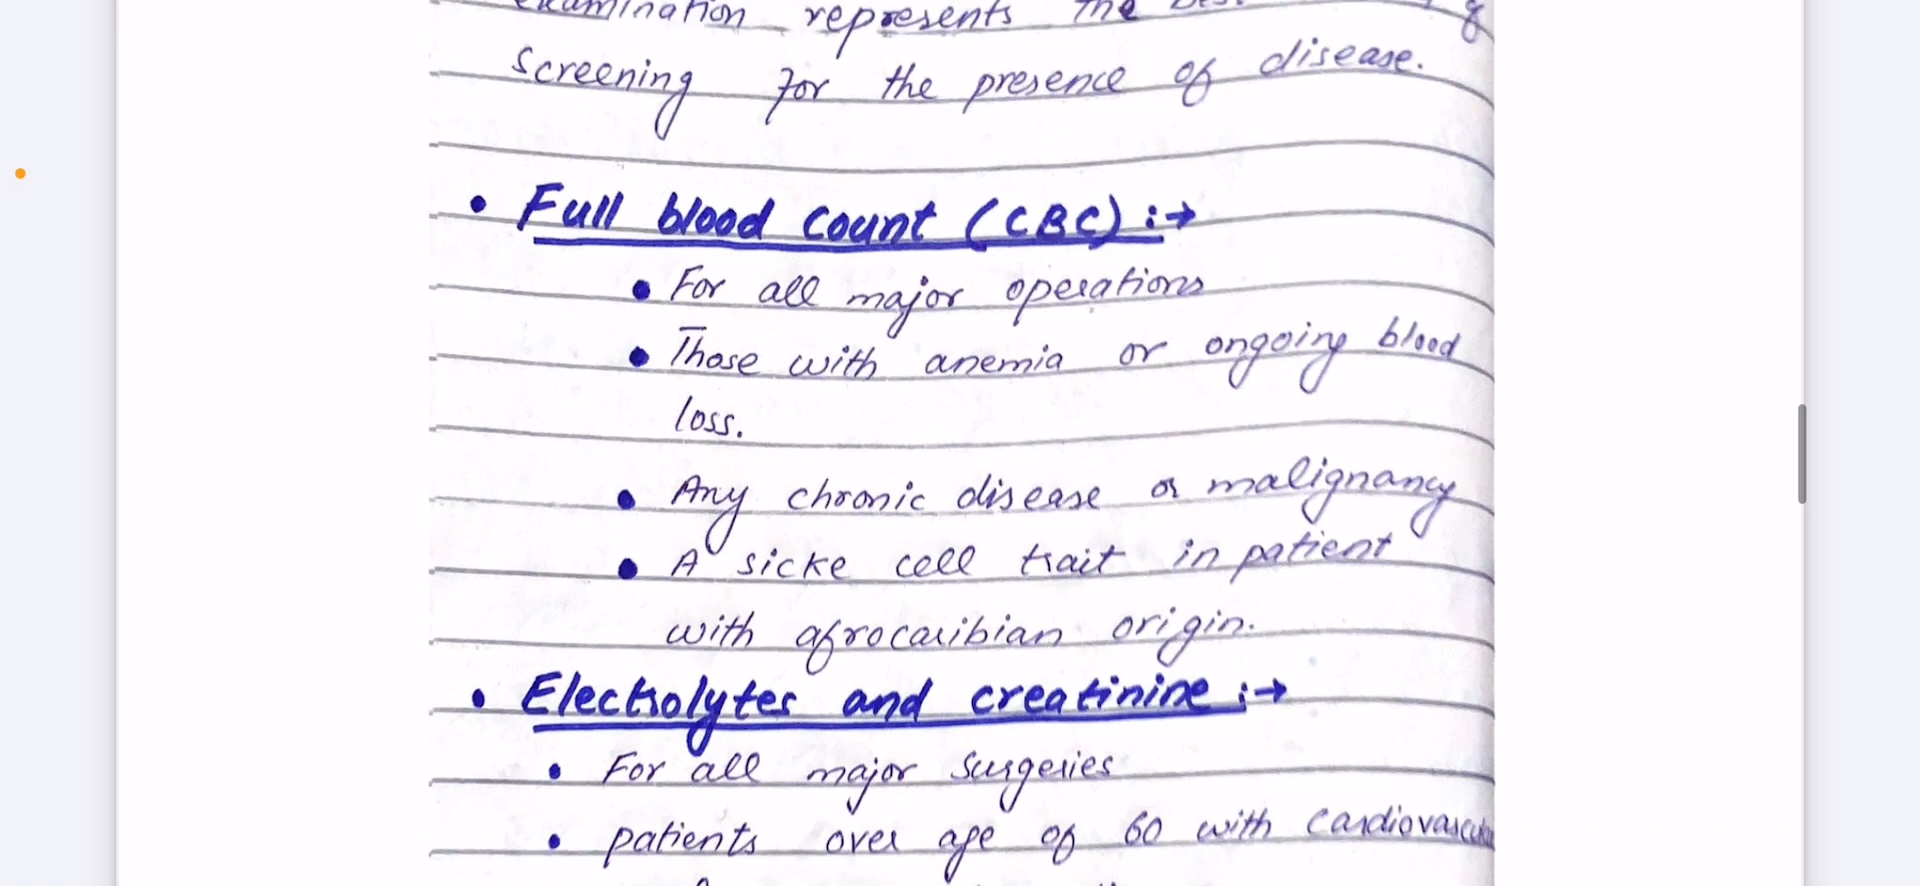 examination represents the
Screening for the presence of disease.
• Full blood count (CBC) :→
• For all major operations
• Those with anemia or ongoing blood
loss.
• Any chronic disease or malignancy
• A sicke cell trait in patient
with afrocaribian origin.
• Electrolytes and creatinine :→
• For all major surgeries
• patients over age of 60 with cardiovascular